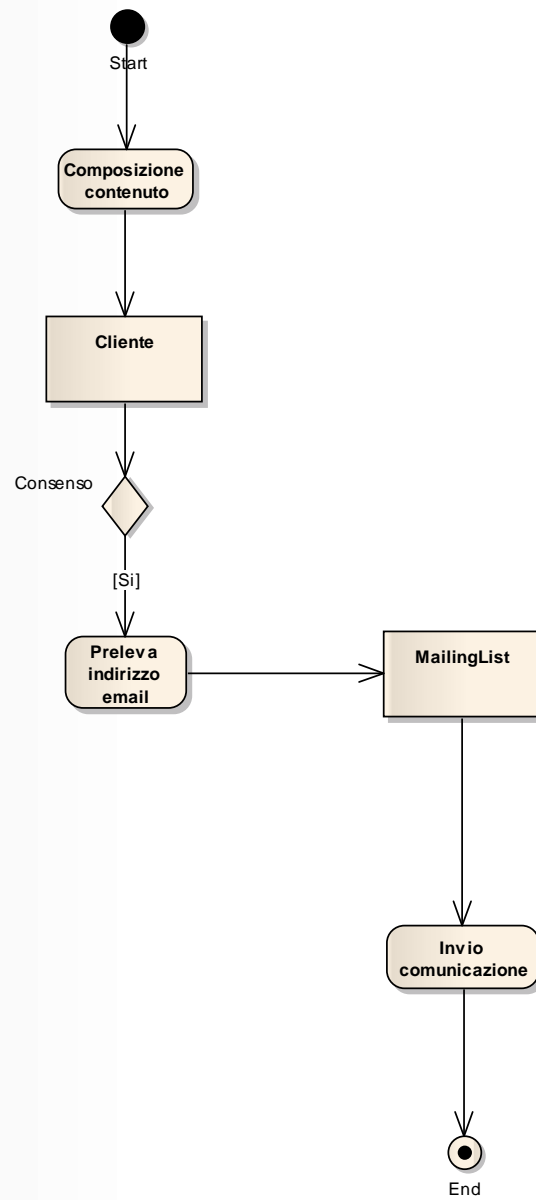 Start
Composizione
contenuto
Cliente
Consenso
[Si]
Preleva
indirizzo
email
MailingList
Invio
comunicazione
End